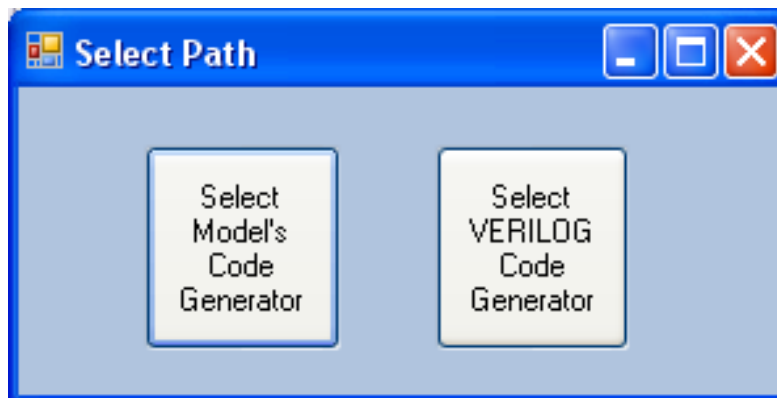 Select Path
Select
Model's
Code
Generator
Select
VERILOG
Code
Generator